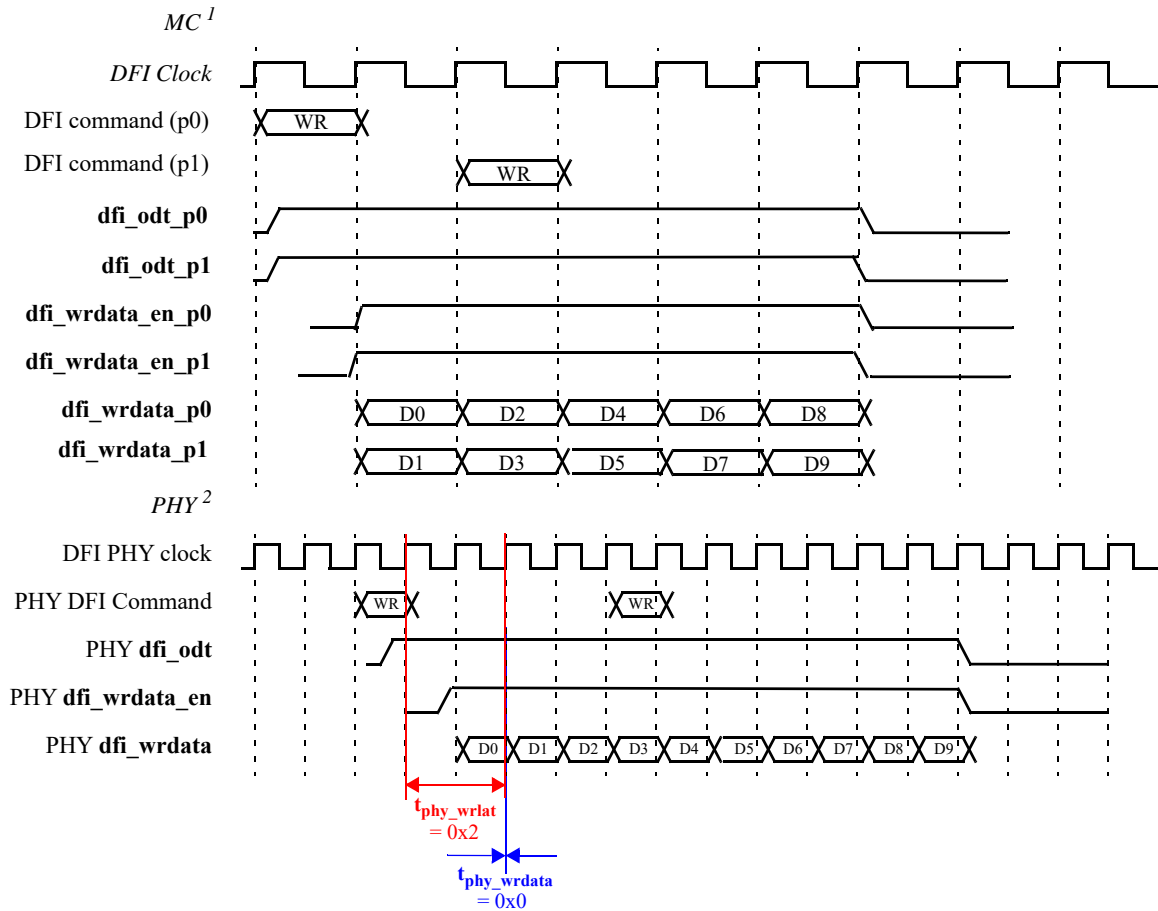 MC 1
DFI Clock
DFI command (p0) WR
DFI command (p1) WR
dfi_odt_p0
dfi_odt_p1
dfi_wrdata_en_p0
dfi_wrdata_en_p1
dfi_wrdata_p0 D0 D2 D4 D6 D8
dfi_wrdata_p1 D1 D3 D5 D7 D9
PHY 2
DFI PHY clock
PHY DFI Command WR WR
PHY dfi_odt
PHY dfi_wrdata_en
PHY dfi_wrdata D0 D1 D2 D3 D4 D5 D6 D7 D8 D9
tphy_wrlat
= 0x2
tphy_wrdata
= 0x0